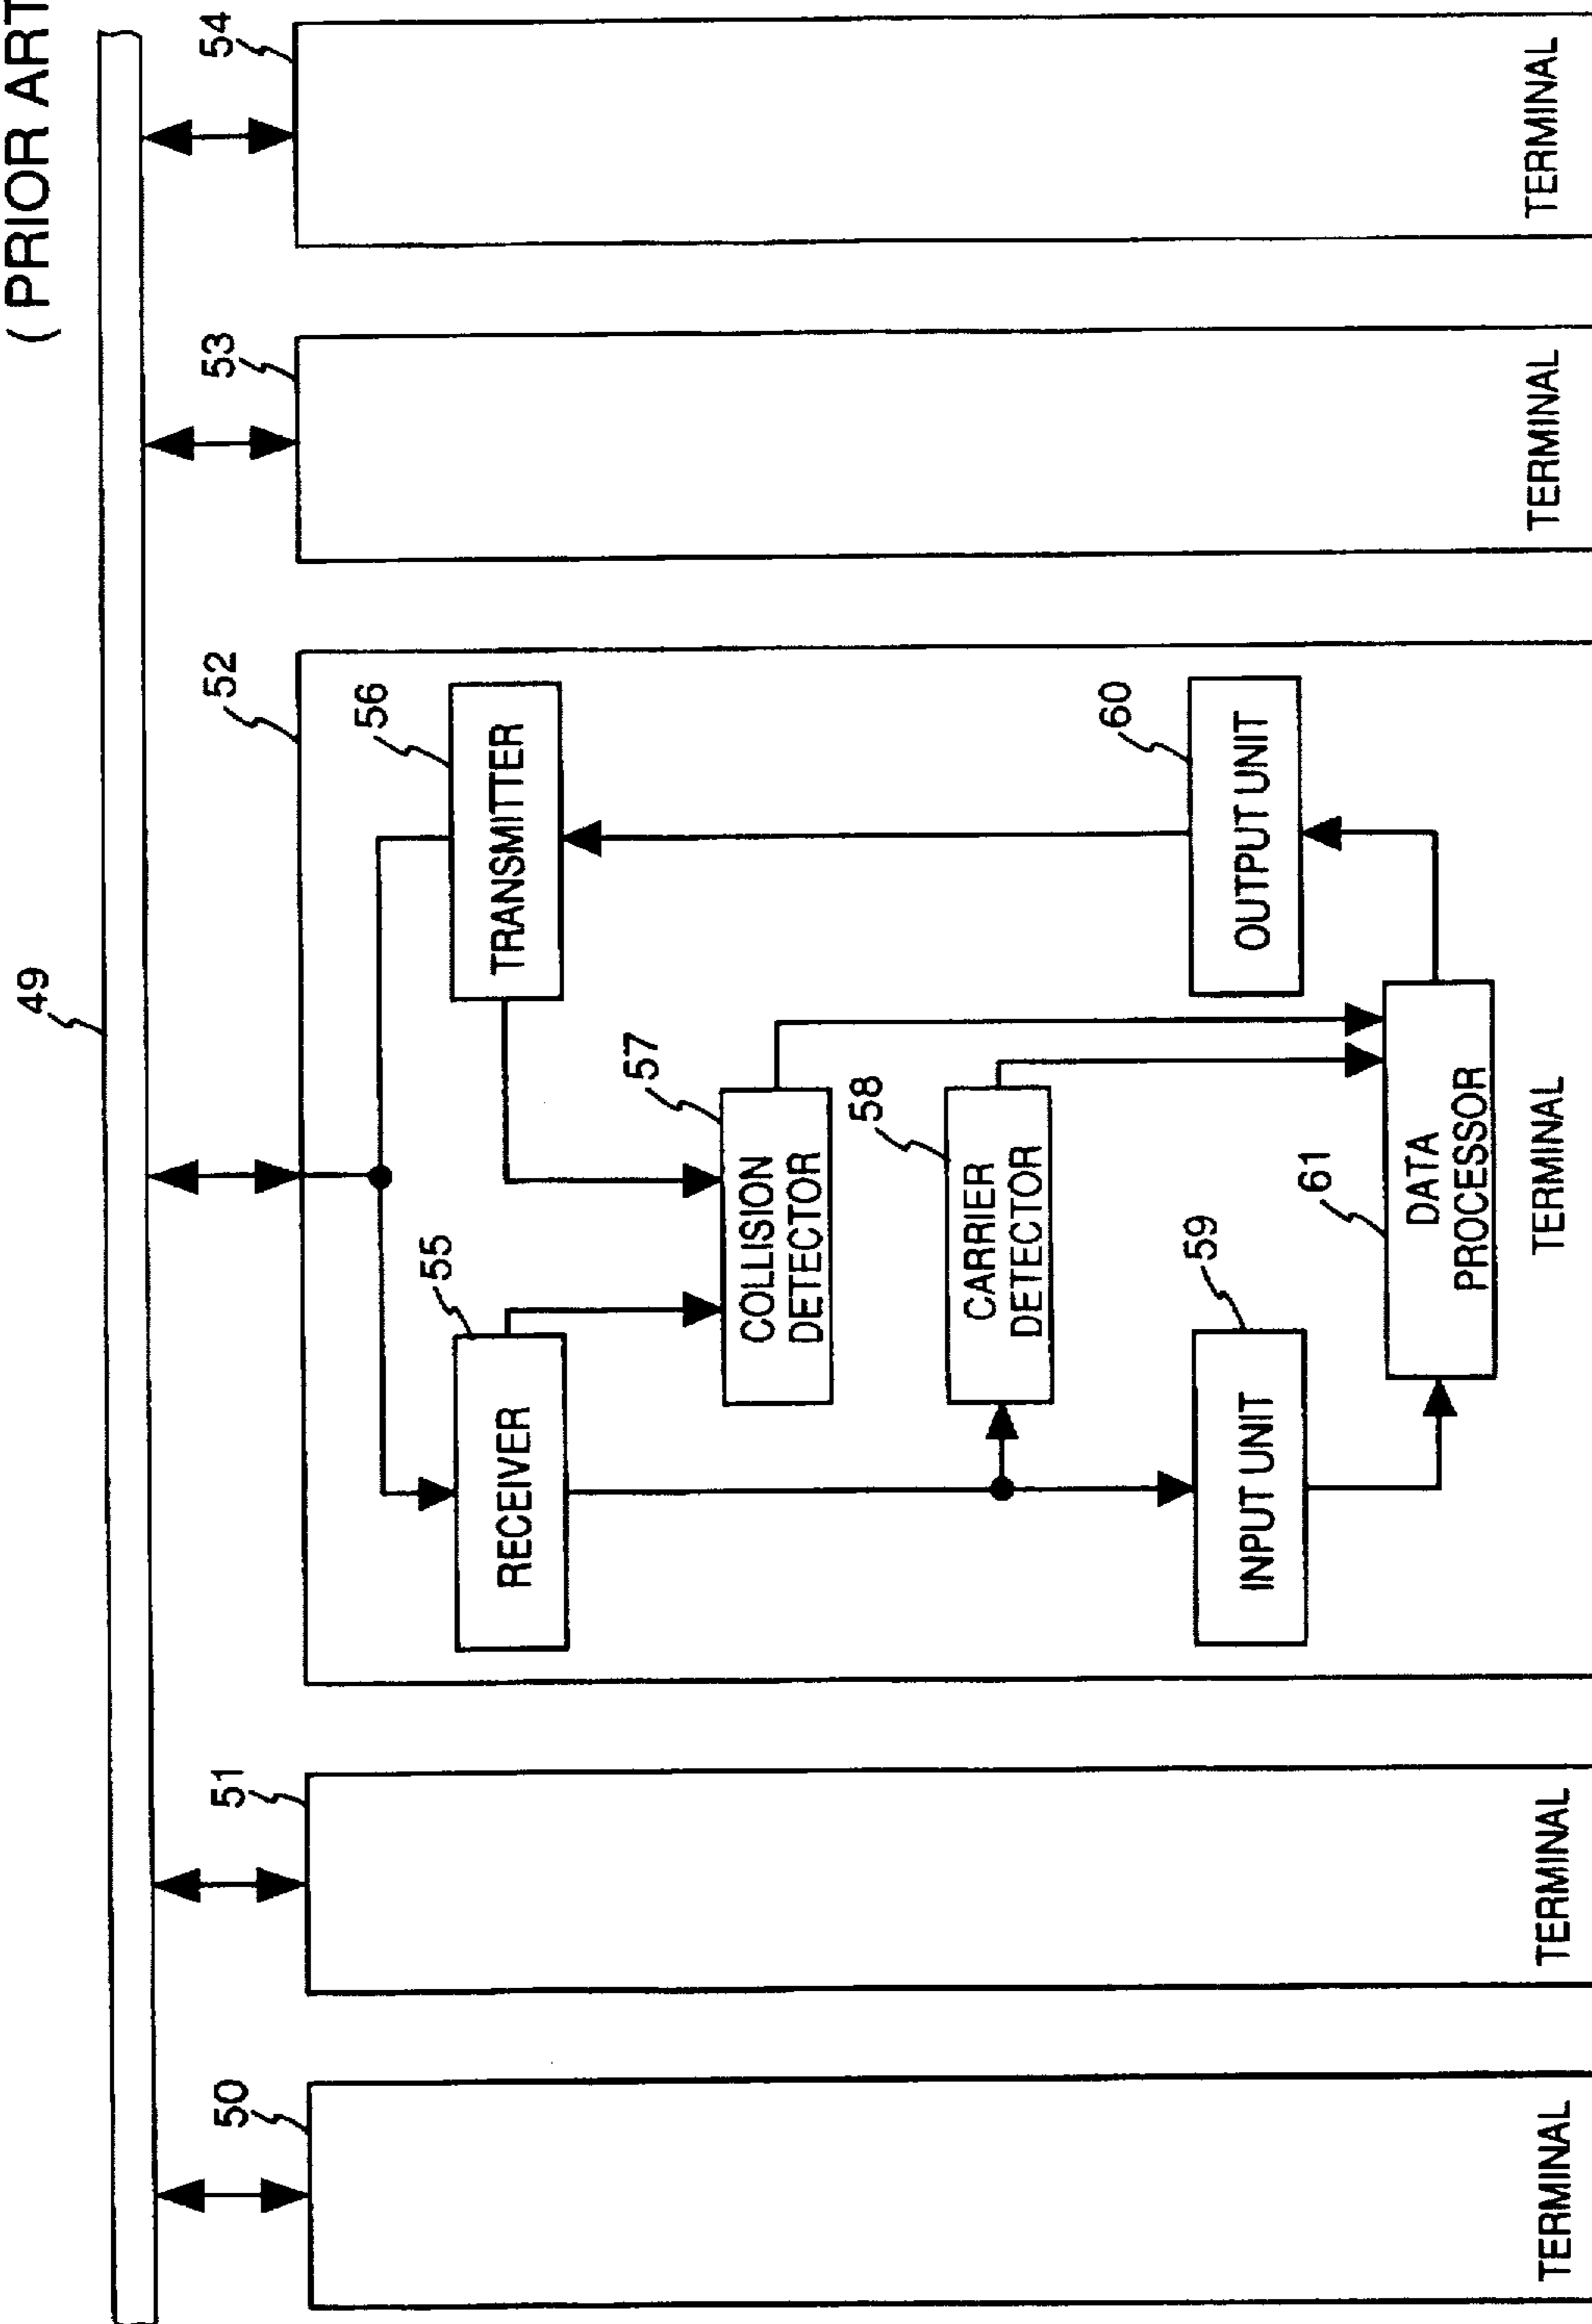 ( PRIOR ART
49
50
51
52
53
54
55
56
RECEIVER
TRANSMITTER
57
COLLISION
DETECTOR
58
CARRIER
DETECTOR
59
60
INPUT UNIT
OUTPUT UNIT
61
DATA
PROCESSOR
TERMINAL
TERMINAL
TERMINAL
TERMINAL
TERMINAL